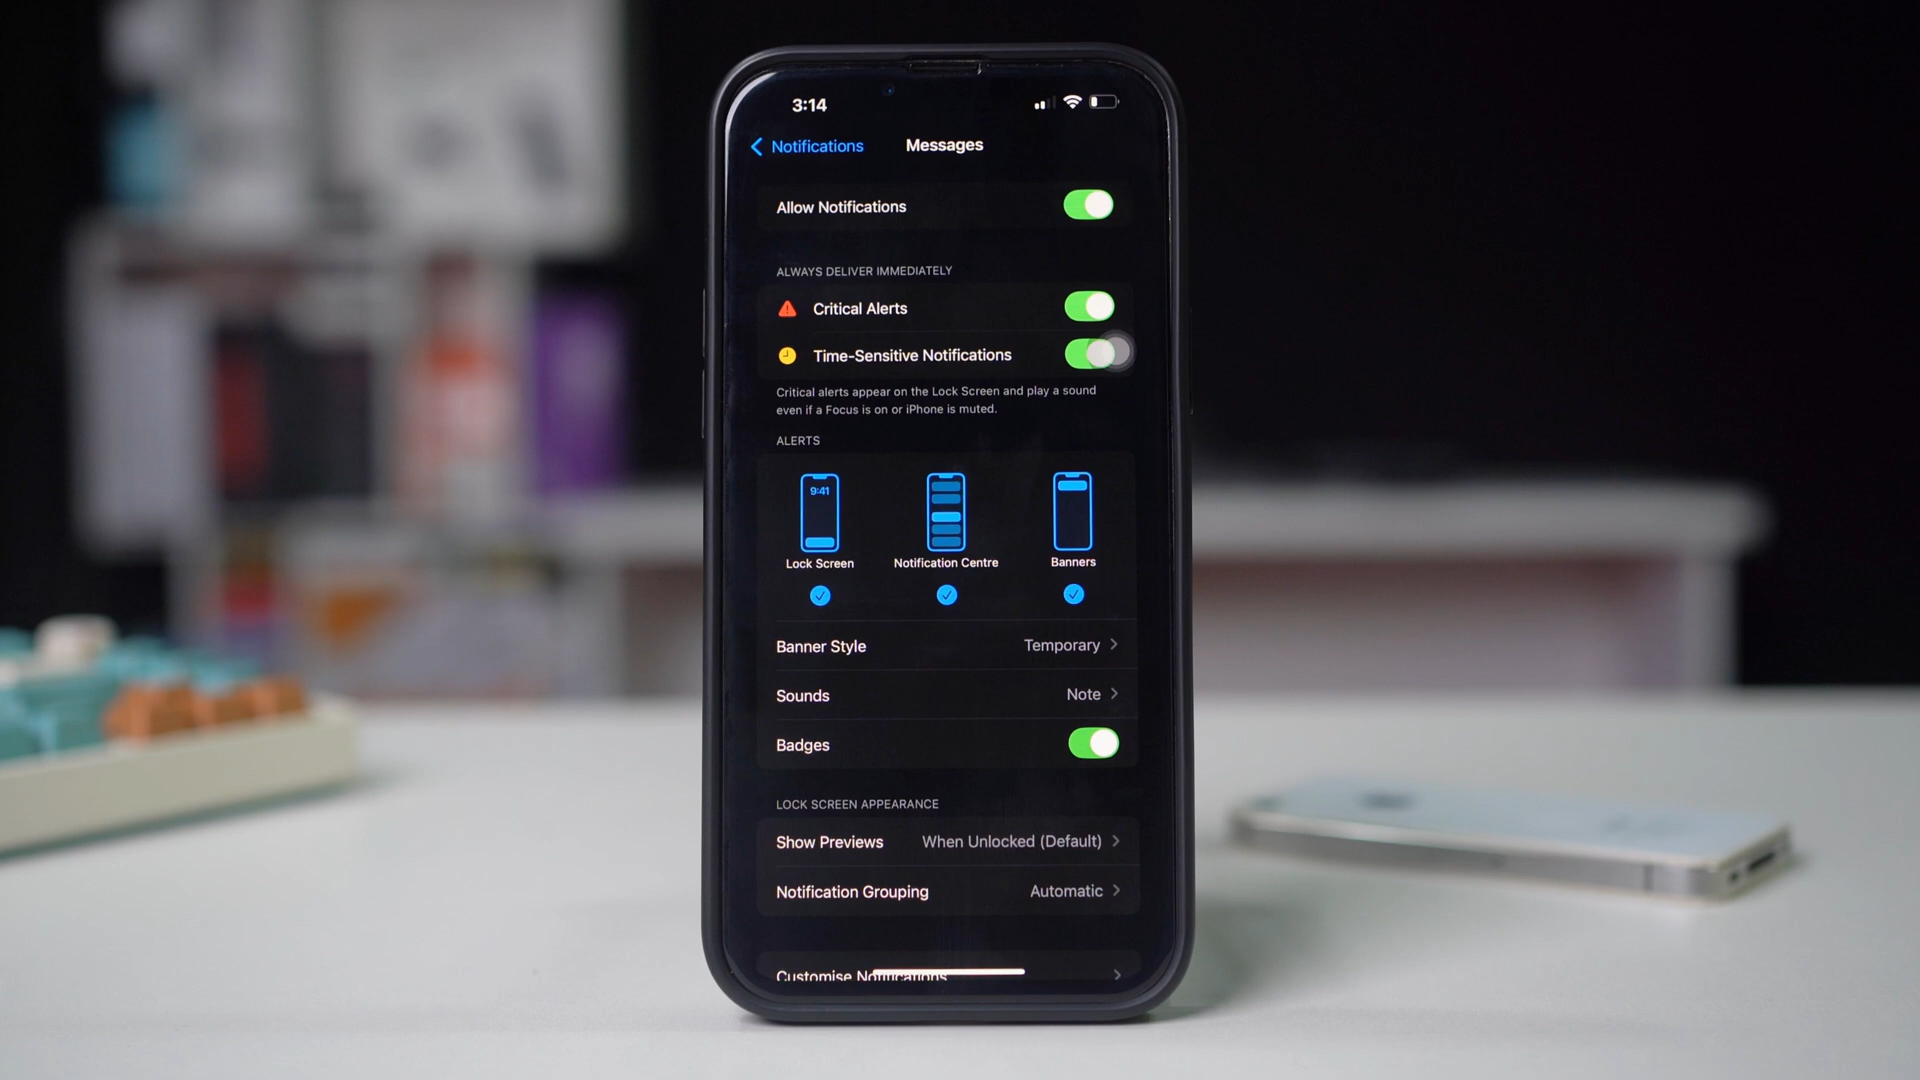 3:14
Notifications
Messages
Allow Notifications
ALWAYS DELIVER IMMEDIATELY
Critical Alerts
Time-Sensitive Notifications
Critical alerts appear on the Lock Screen and play a sound
even if a Focus is on or iPhone is muted.
ALERTS
9:41
Lock Screen
Notification Centre
Banners
Banner Style
Temporary
Sounds
Note
Badges
LOCK SCREEN APPEARANCE
Show Previews
When Unlocked (Default)
Notification Grouping
Automatic
Customise Notifications